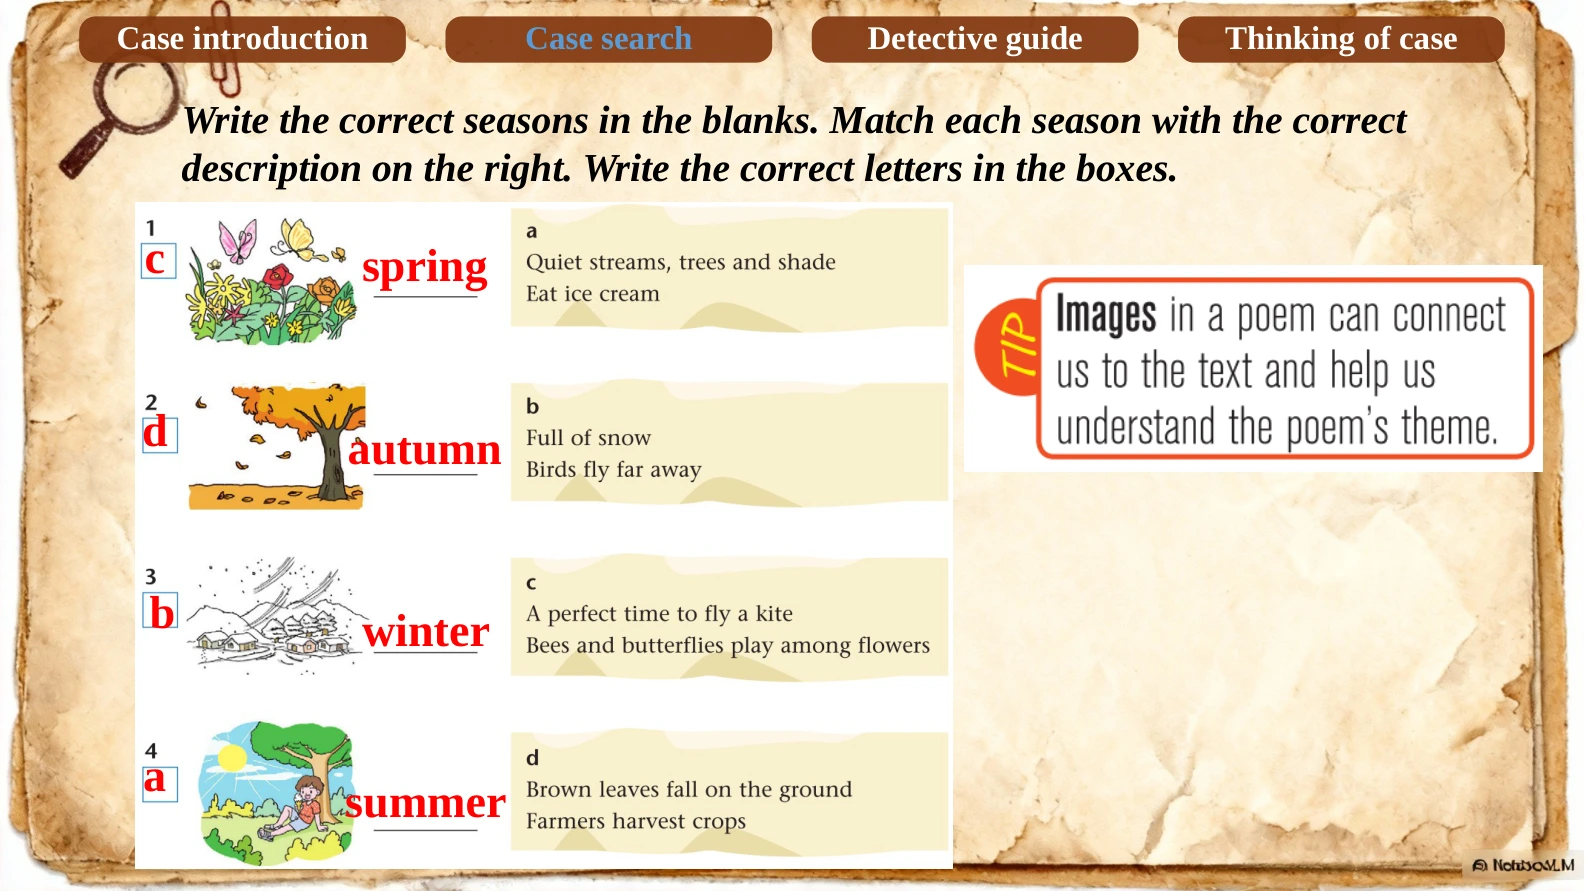 Case introduction
Case search
Detective guide
Thinking of case
Write the correct seasons in the blanks. Match each season with the correct
description on the right. Write the correct letters in the boxes.
1
c
spring
a
Quiet streams, trees and shade
Eat ice cream
2
d
autumn
b
Full of snow
Birds fly far away
3
b
winter
c
A perfect time to fly a kite
Bees and butterflies play among flowers
4
a
summer
d
Brown leaves fall on the ground
Farmers harvest crops
TIP
Images in a poem can connect
us to the text and help us
understand the poem's theme.